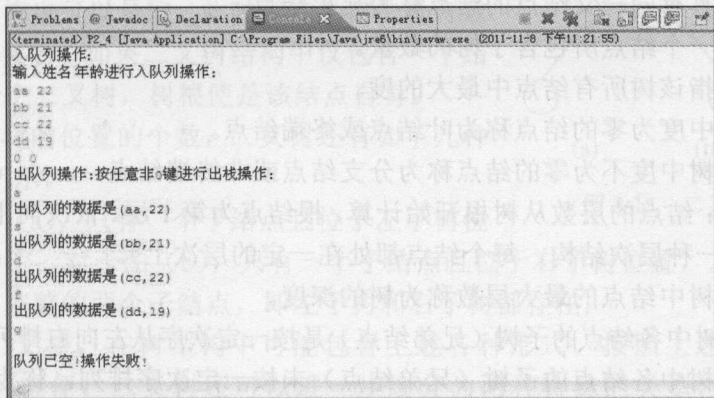 Problems @ Javadoc Declaration Console Properties
<terminated> P2_4 [Java Application] C:\Program Files\Java\jre6\bin\javaw.exe (2011-11-6 下午11:21:55)
入队列操作:
输入姓名 年龄进行入队列操作:
aa 22
bb 21
cc 22
dd 19
0 0
出队列操作:按任意非0键进行出栈操作:
a
出队列的数据是(aa,22)
s
出队列的数据是(bb,21)
d
出队列的数据是(cc,22)
f
出队列的数据是(dd,19)
g
队列已空!操作失败!